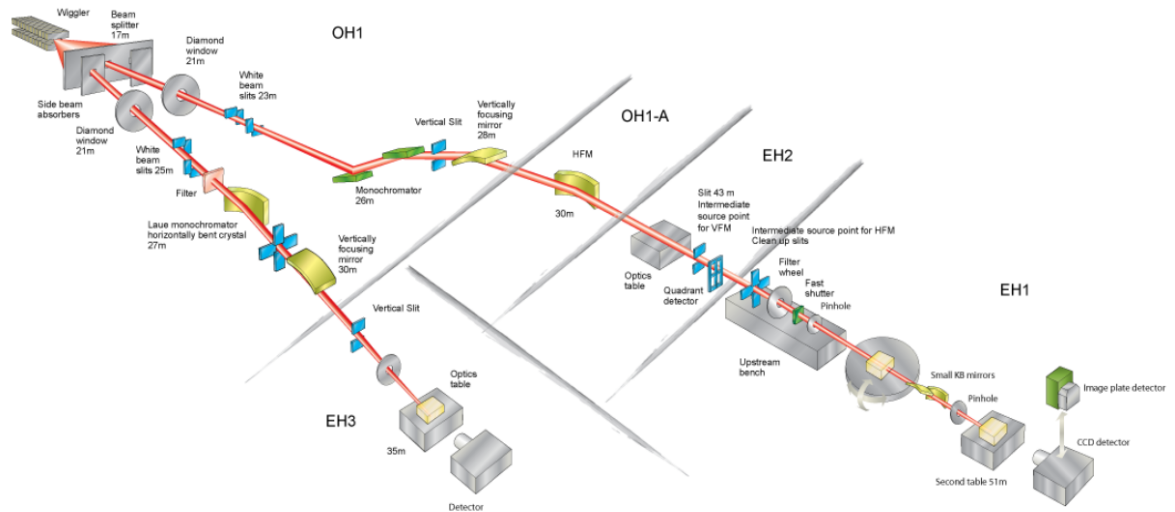 Wiggler
Beam
splitter
17m
OH1
Diamond
window
21m
White
beam
slits 23m
Side beam
absorbers
Diamond
window
21m
White
beam
slits 25m
Filter
Laue monochromator
horizontally bent crystal
27m
Vertically
focusing
mirror
30m
Vertical Slit
Optics
table
35m
EH3
Detector
Monochromator
26m
Vertical Slit
Vertically
focusing
mirror
28m
OH1-A
HFM
30m
EH2
Optics
table
Slit 43 m
Intermediate
source point
for VFM
Quadrant
detector
Intermediate source point for HFM
Clean up slits
Filter
wheel
Fast
shutter
Pinhole
Upstream
bench
EH1
Small KB mirrors
Pinhole
Second table 51m
Image plate detector
CCD detector